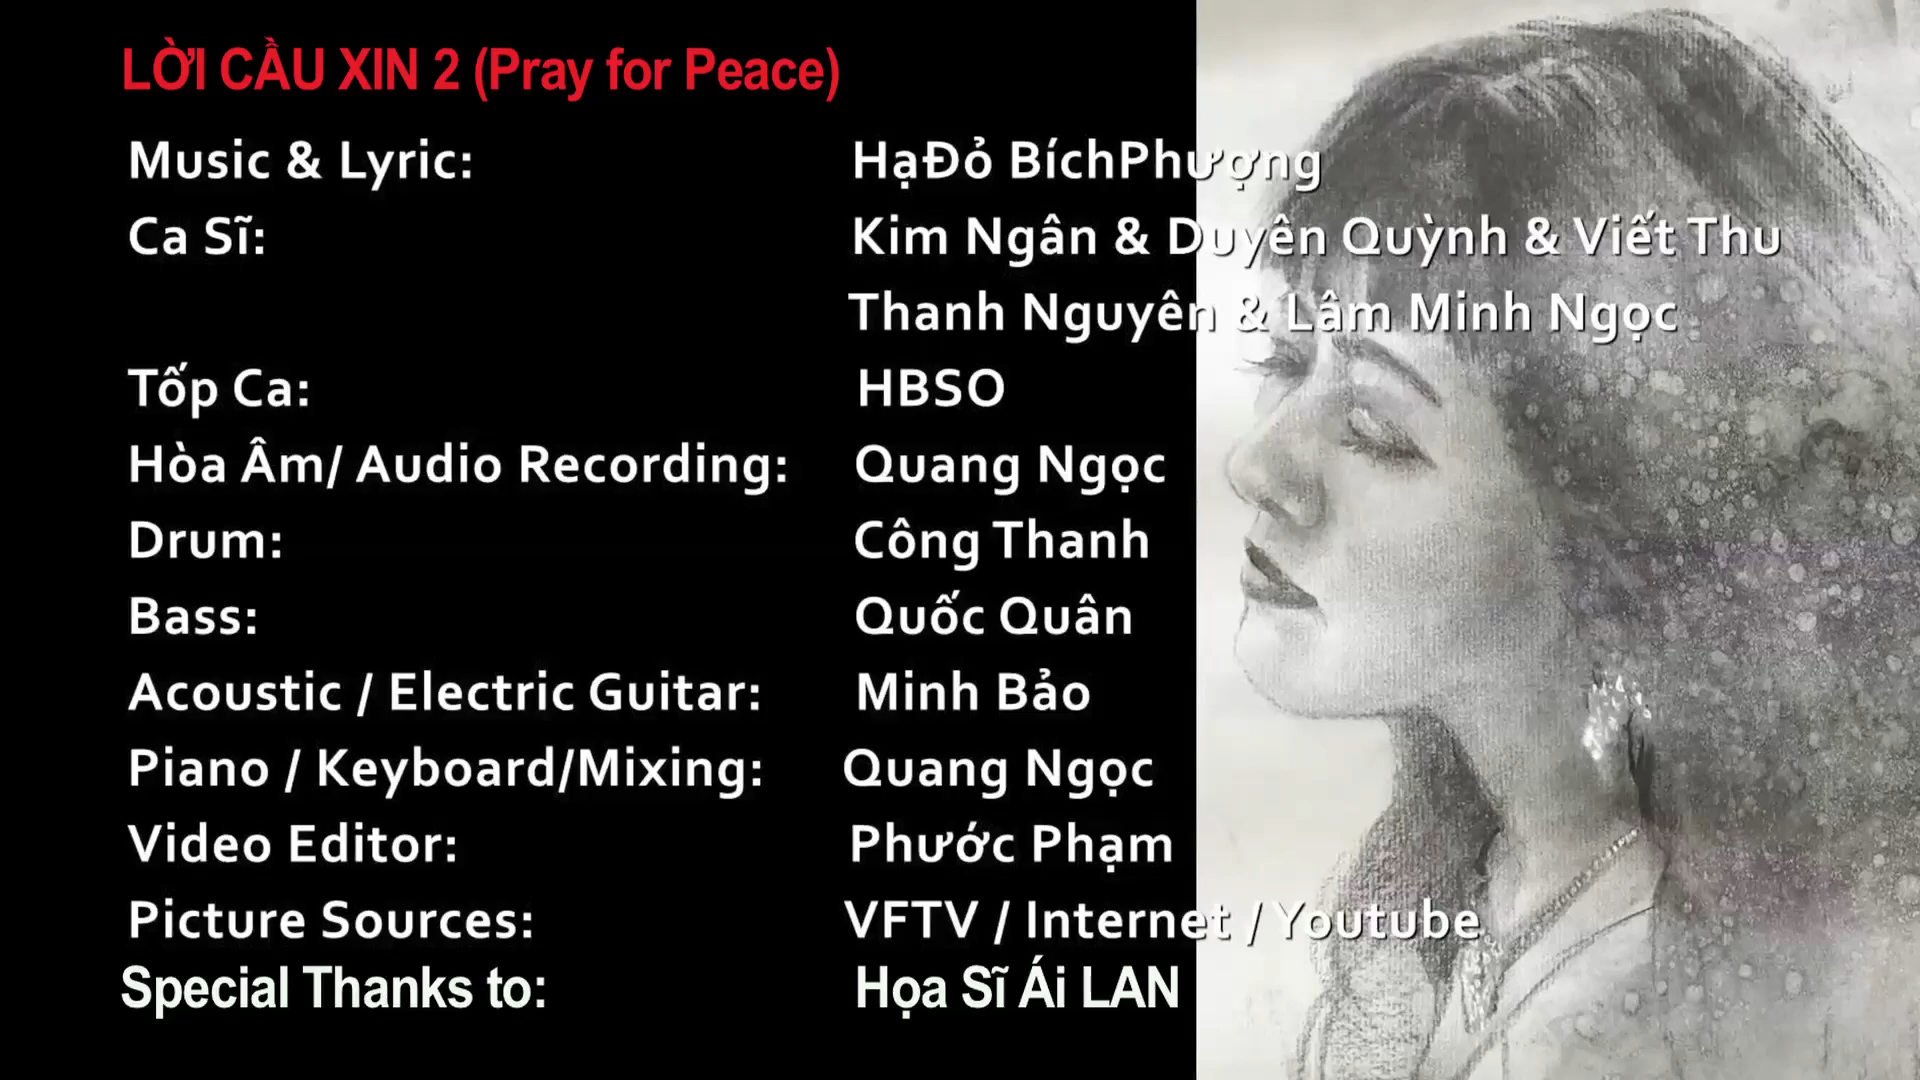 LỜI CẦU XIN 2 (Pray for Peace)
Music & Lyric: HạĐỏ BíchPhượng
Ca Sĩ: Kim Ngân & Duyên Quỳnh & Viết Thu
Thanh Nguyên & Lâm Minh Ngọc
Tốp Ca: HBSO
Hòa Âm/ Audio Recording: Quang Ngọc
Drum: Công Thanh
Bass: Quốc Quân
Acoustic / Electric Guitar: Minh Bảo
Piano / Keyboard/Mixing: Quang Ngọc
Video Editor: Phước Phạm
Picture Sources: VFTV / Internet / Youtube
Special Thanks to: Họa Sĩ Ái LAN